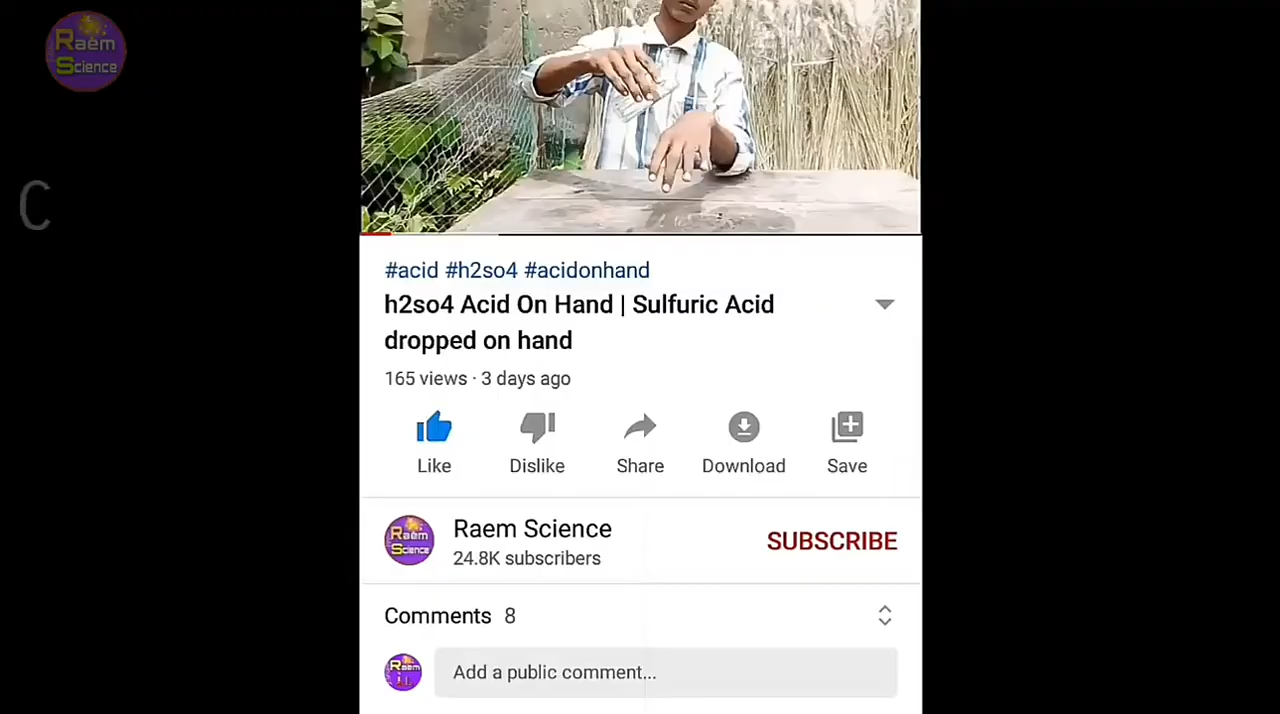 Raem
Science
C
#acid #h2so4 #acidonhand
h2so4 Acid On Hand | Sulfuric Acid
dropped on hand
165 views · 3 days ago
Like
Dislike
Share
Download
Save
Raem
Science
Raem Science
24.8K subscribers
SUBSCRIBE
Comments 8
Raem
Add a public comment...